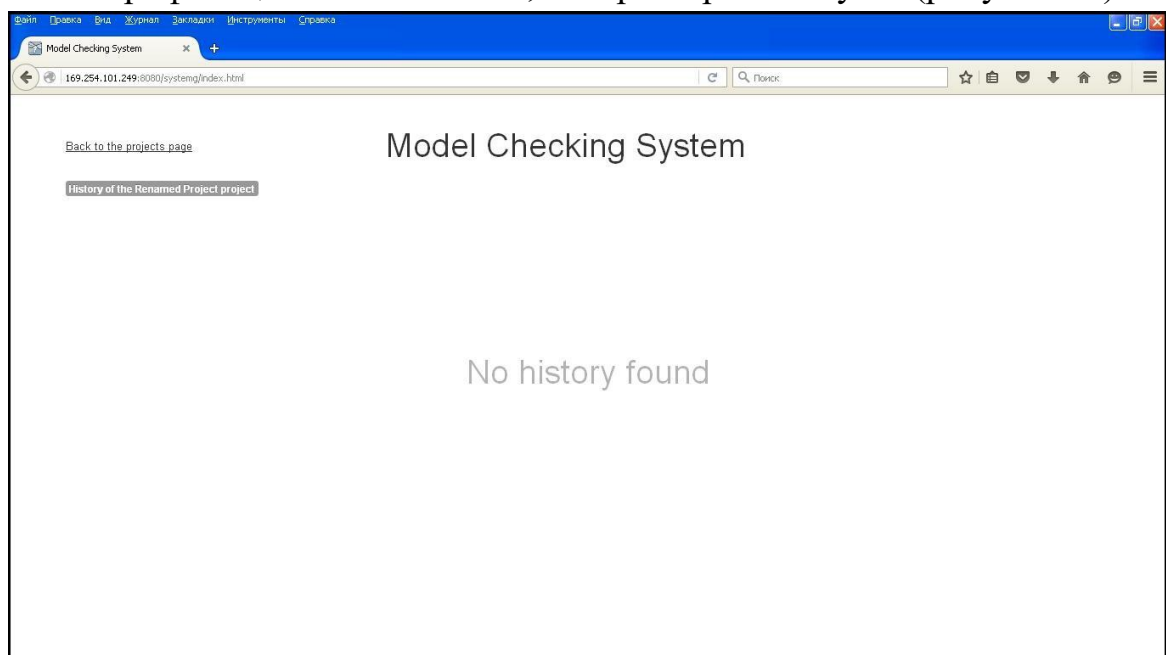 Файл Правка Вид Журнал Закладки Инструменты Справка
Model Checking System
169.254.101.249:8080/systemg/index.html
Поиск
Back to the projects page
Model Checking System
History of the Renamed Project project
No history found